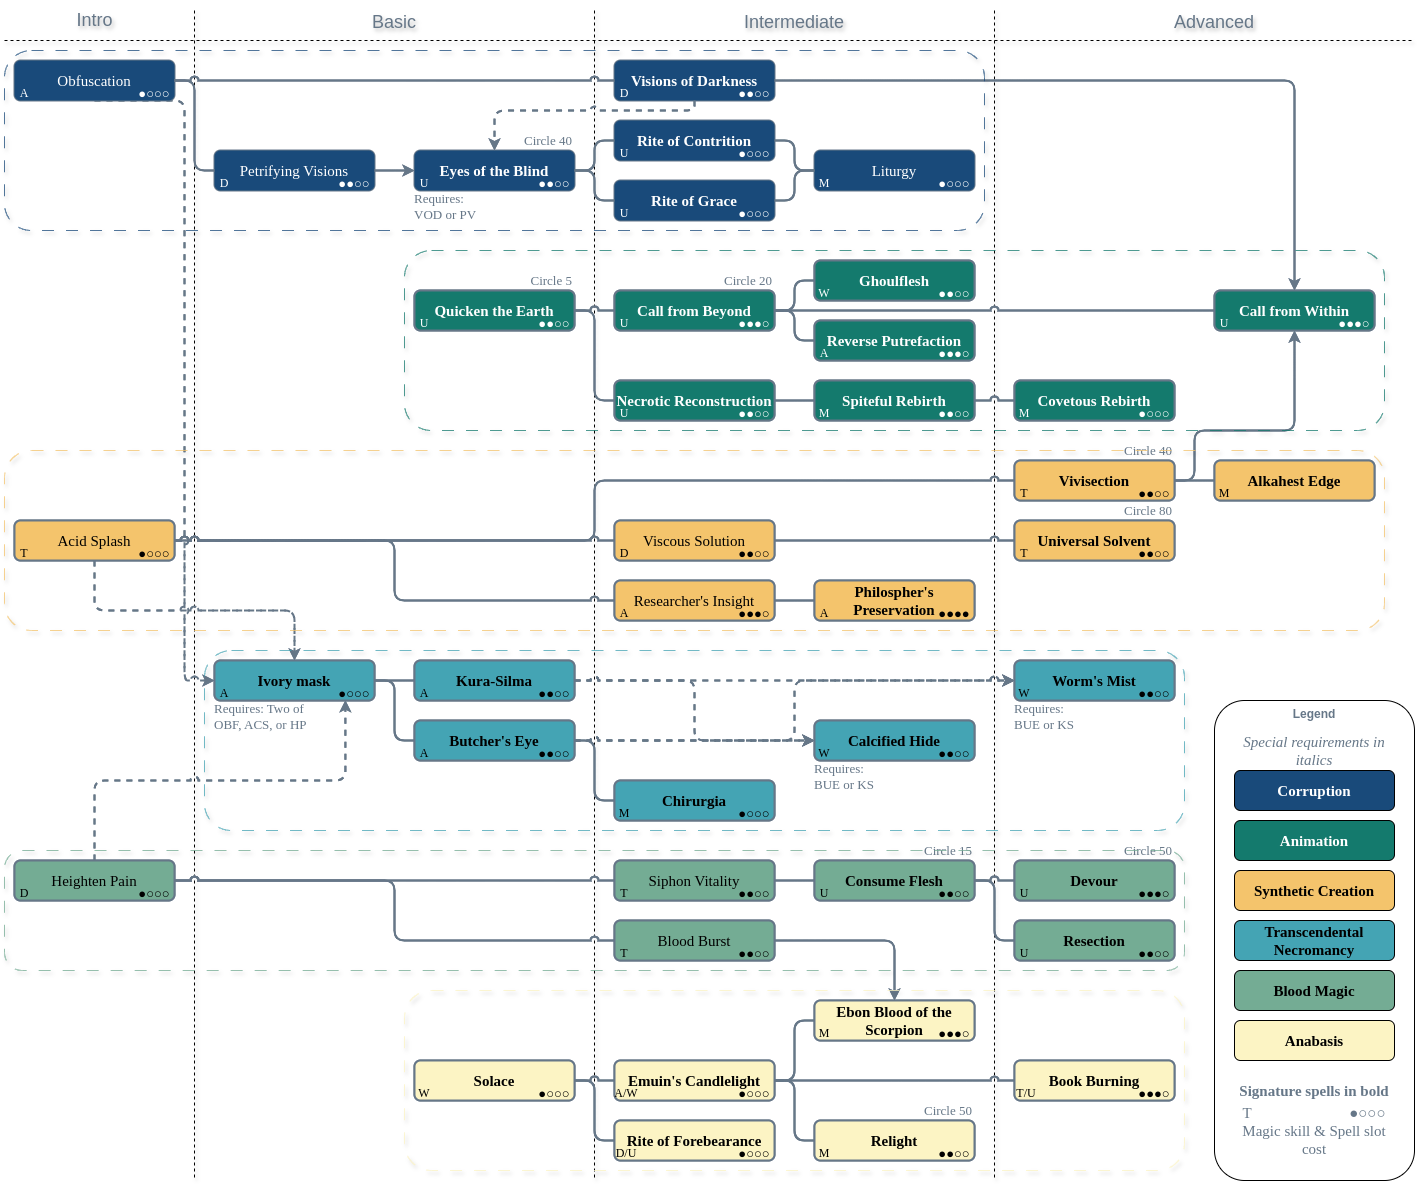 Intro
Basic
Intermediate
Advanced
Obfuscation
A ●○○○
Visions of Darkness
D ●●○○
Rite of Contrition
U ●○○○
Circle 40
Petrifying Visions
D ●●○○
Eyes of the Blind
U ●●○○
Liturgy
M ●○○○
Requires:
VOD or PV
Rite of Grace
U ●○○○
Ghoulflesh
W ●●○○
Circle 5
Quicken the Earth
U ●●○○
Circle 20
Call from Beyond
U ●●●○
Call from Within
U ●●●○
Reverse Putrefaction
A ●●●○
Necrotic Reconstruction
U ●●○○
Spiteful Rebirth
M ●●○○
Covetous Rebirth
M ●○○○
Circle 40
Vivisection
T ●●○○
Alkahest Edge
M
Circle 80
Acid Splash
T ●○○○
Viscous Solution
D ●●○○
Universal Solvent
T ●●○○
Researcher's Insight
A ●●●○
Philospher's
Preservation
A ●●●●
Ivory mask
A ●○○○
Requires: Two of
OBF, ACS, or HP
Kura-Silma
A ●●○○
Worm's Mist
W ●●○○
Requires:
BUE or KS
Butcher's Eye
A ●●○○
Calcified Hide
W ●●○○
Requires:
BUE or KS
Chirurgia
M ●○○○
Circle 15
Circle 50
Heighten Pain
D ●○○○
Siphon Vitality
T ●●○○
Consume Flesh
U ●●○○
Devour
U ●●●○
Blood Burst
T ●●○○
Resection
U ●●○○
Ebon Blood of the
Scorpion
M ●●●○
Solace
W ●○○○
Emuin's Candlelight
A/W ●○○○
Book Burning
T/U ●●●○
Circle 50
Rite of Forebearance
D/U ●○○○
Relight
M ●●○○
Legend
Special requirements in
italics
Corruption
Animation
Synthetic Creation
Transcendental
Necromancy
Blood Magic
Anabasis
Signature spells in bold
T ●○○○
Magic skill & Spell slot
cost